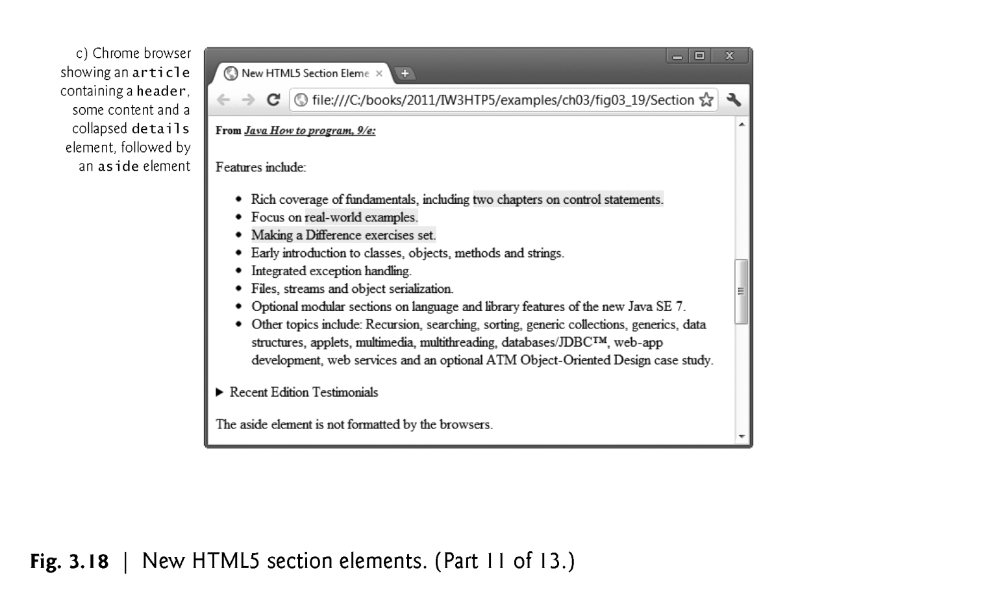 c) Chrome browser
showing an article
containing a header,
some content and a
collapsed details
element, followed by
an aside element
New HTML5 Section Eleme
file:///C:/books/2011/IW3HTP5/examples/ch03/fig03_19/Section
From Java How to program, 9/e:
Features include:
• Rich coverage of fundamentals, including two chapters on control statements.
• Focus on real-world examples.
• Making a Difference exercises set.
• Early introduction to classes, objects, methods and strings.
• Integrated exception handling.
• Files, streams and object serialization.
• Optional modular sections on language and library features of the new Java SE 7.
• Other topics include: Recursion, searching, sorting, generic collections, generics, data
structures, applets, multimedia, multithreading, databases/JDBC™, web-app
development, web services and an optional ATM Object-Oriented Design case study.
▶ Recent Edition Testimonials
The aside element is not formatted by the browsers.
Fig. 3.18 | New HTML5 section elements. (Part 11 of 13.)